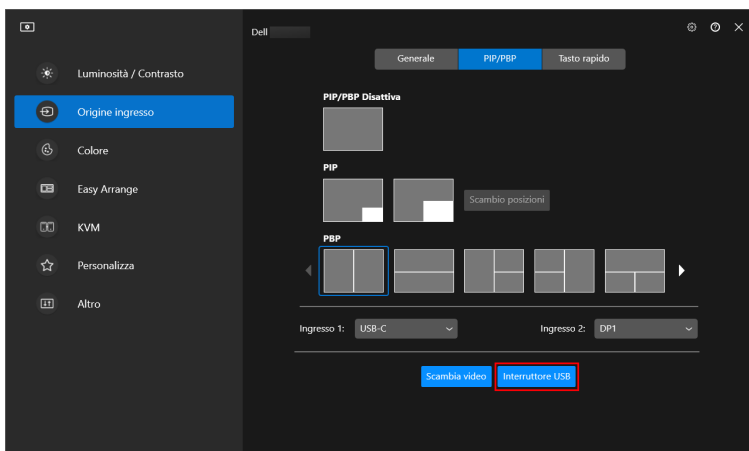 Dell
Generale PIP/PBP Tasto rapido
Luminosità / Contrasto
Origine ingresso
Colore
Easy Arrange
KVM
Personalizza
Altro
PIP/PBP Disattiva
PIP
Scambio posizioni
PBP
Ingresso 1: USB-C Ingresso 2: DP1
Scambia video Interruttore USB